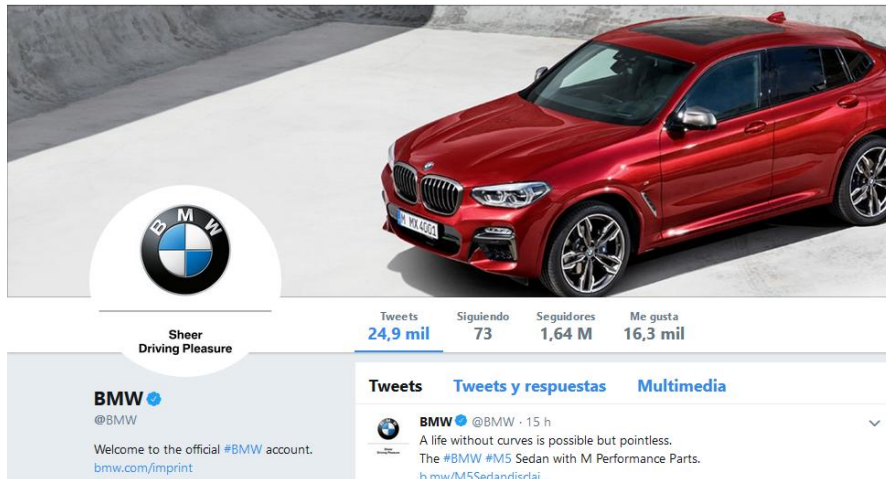 M MX 4001
BMW
Sheer
Driving Pleasure
Tweets Siguiendo Seguidores Me gusta
24,9 mil 73 1,64 M 16,3 mil
BMW
@BMW
Welcome to the official #BMW account.
bmw.com/imprint
Tweets Tweets y respuestas Multimedia
BMW @BMW · 15 h
A life without curves is possible but pointless.
The #BMW #M5 Sedan with M Performance Parts.
b.mw/M5Sedandisclai